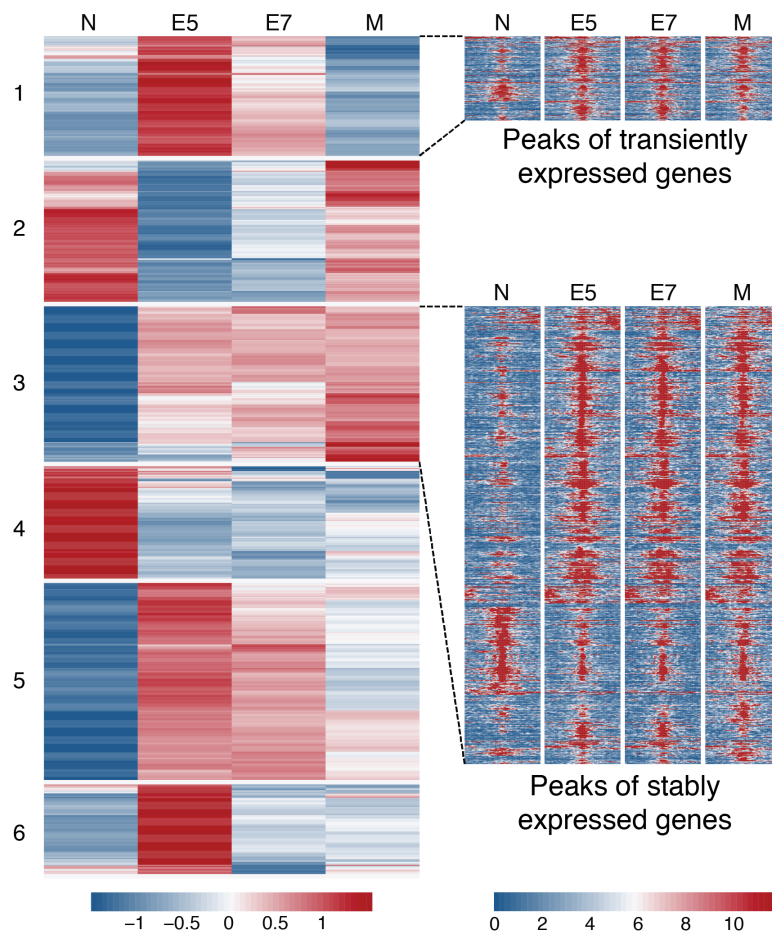 N E5 E7 M
N E5 E7 M
1
Peaks of transiently
expressed genes
2
N E5 E7 M
3
4
5
Peaks of stably
expressed genes
6
−1 −0.5 0 0.5 1
0 2 4 6 8 10